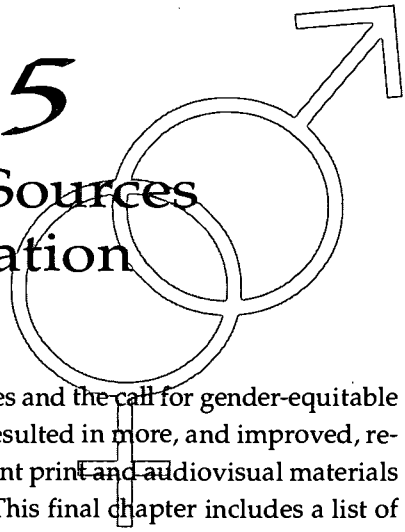 5
Sources
ation
es and the call for gender-equitable
esulted in more, and improved, re-
nt print and audiovisual materials
This final chapter includes a list of